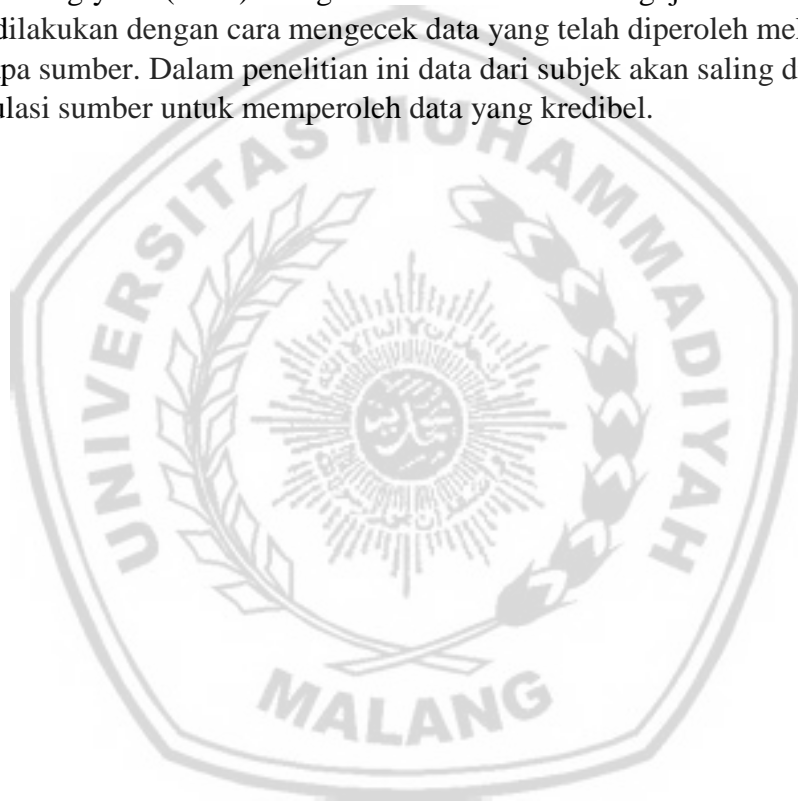 dilakukan dengan cara mengecek data yang telah diperoleh
pa sumber. Dalam penelitian ini data dari subjek akan saling
ulasi sumber untuk memperoleh data yang kredibel.
UNIVERSITAS MUHAMMADIYAH
MALANG